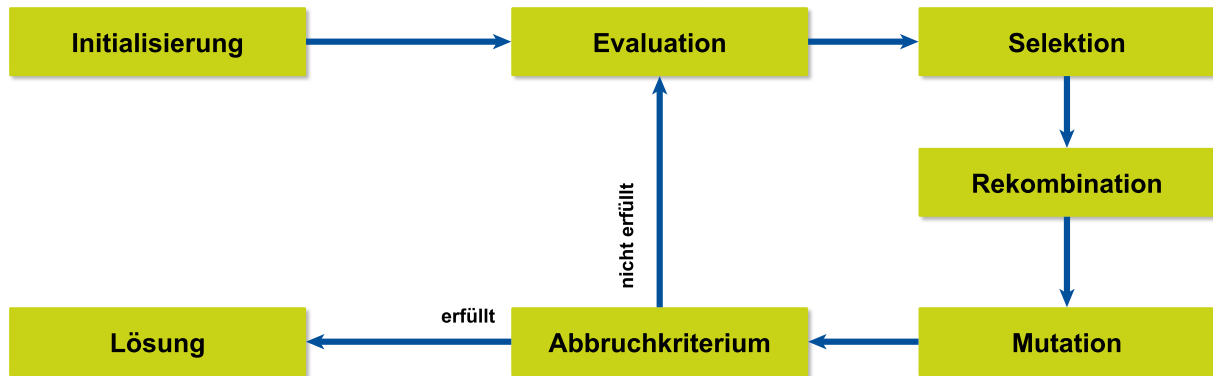 Initialisierung
Evaluation
Selektion
Rekombination
nicht erfüllt
erfüllt
Lösung
Abbruchkriterium
Mutation